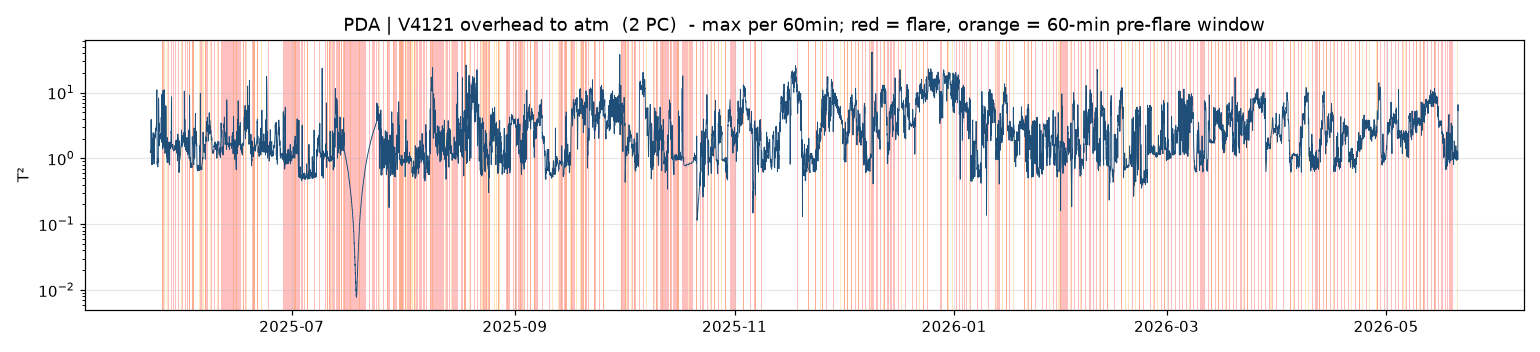 PDA | V4121 overhead to atm  (2 PC)  - max per 60min; red = flare, orange = 60-min pre-flare window
T²
10¹
10⁰
10⁻¹
10⁻²
2025-07 2025-09 2025-11 2026-01 2026-03 2026-05